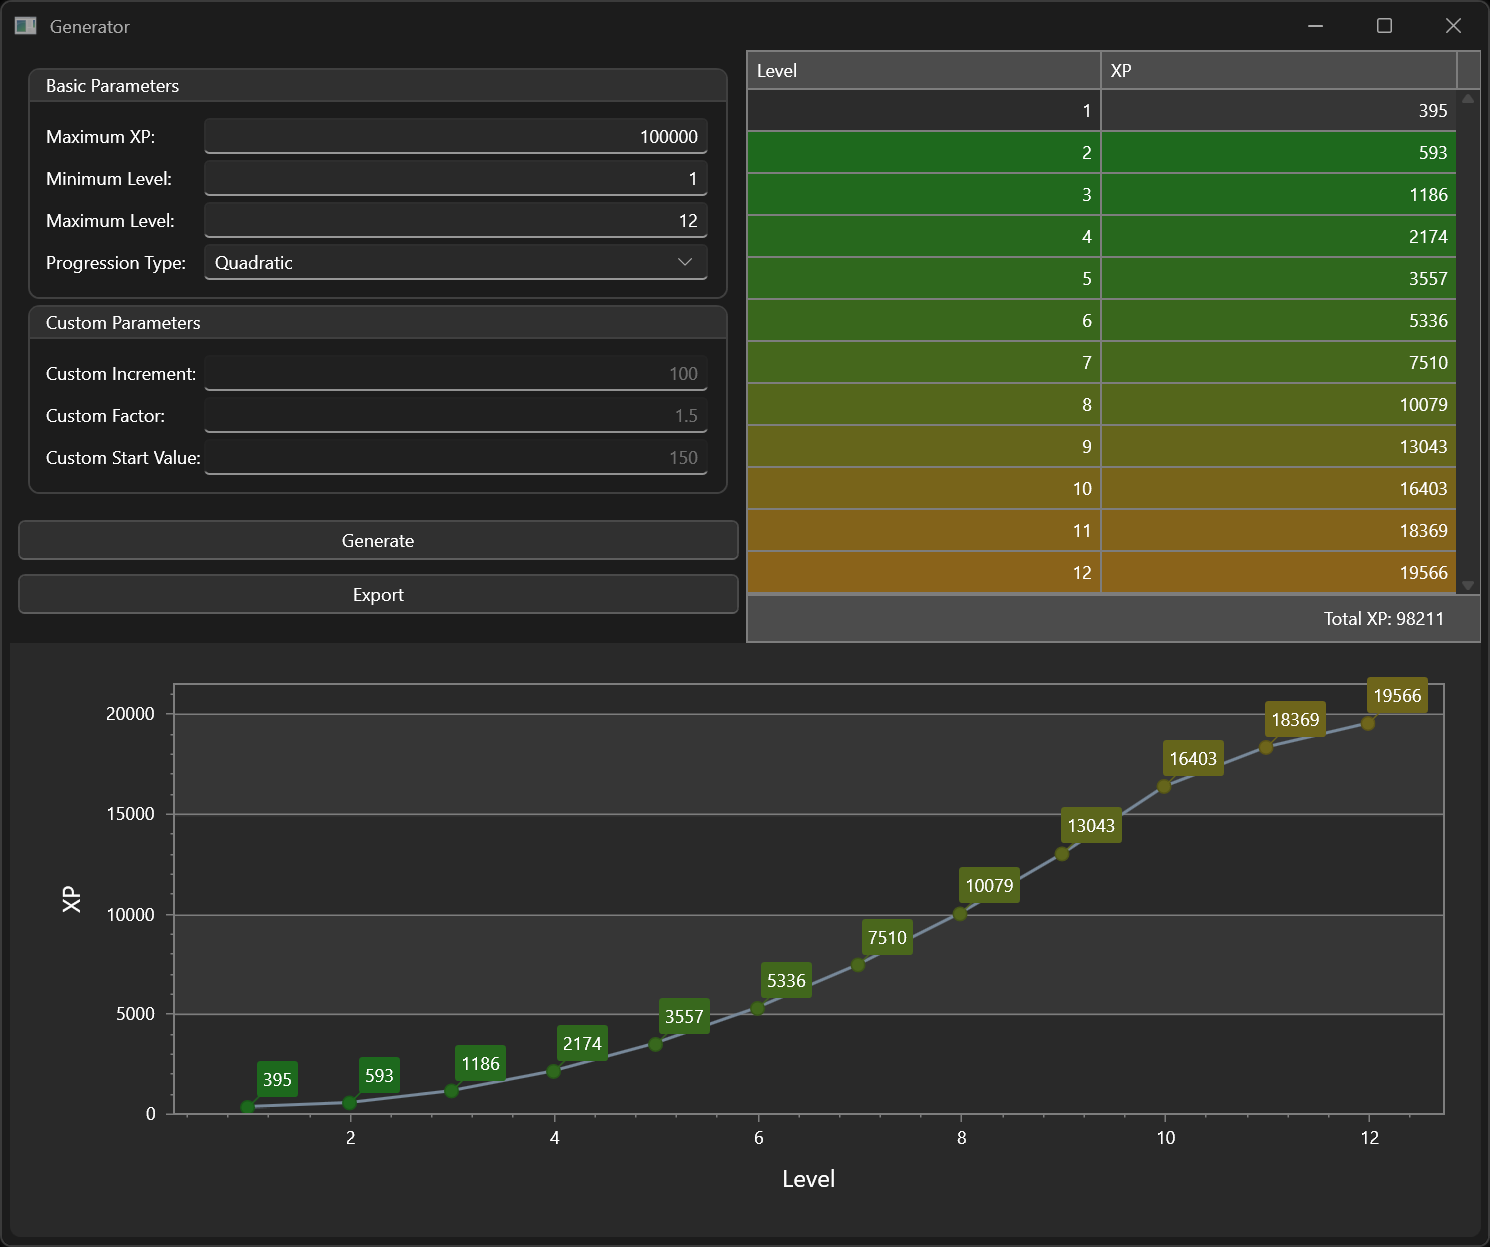 Generator
Basic Parameters
Maximum XP: 100000
Minimum Level: 1
Maximum Level: 12
Progression Type: Quadratic
Custom Parameters
Custom Increment: 100
Custom Factor: 1.5
Custom Start Value: 150
Generate
Export
Level XP
1 395
2 593
3 1186
4 2174
5 3557
6 5336
7 7510
8 10079
9 13043
10 16403
11 18369
12 19566
Total XP: 98211
XP
20000
15000
10000
5000
0
395
593
1186
2174
3557
5336
7510
10079
13043
16403
18369
19566
2 4 6 8 10 12
Level